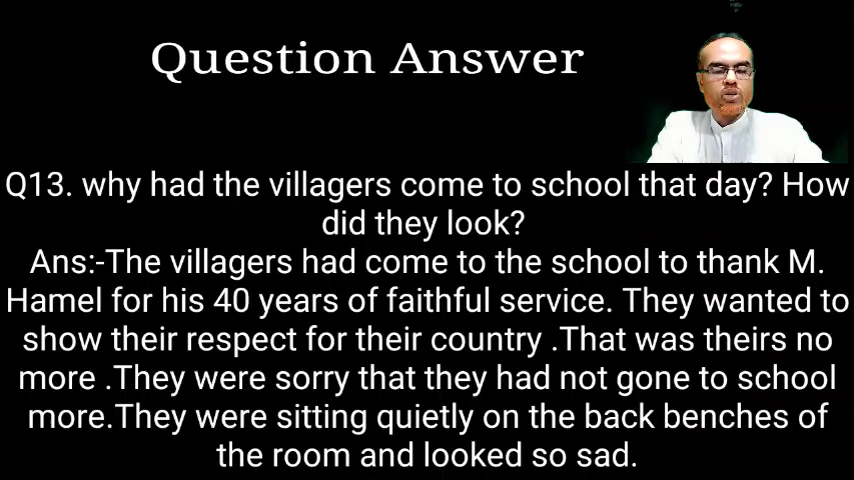 Question Answer
Q13. why had the villagers come to school that day? How
did they look?
Ans:-The villagers had come to the school to thank M.
Hamel for his 40 years of faithful service. They wanted to
show their respect for their country .That was theirs no
more .They were sorry that they had not gone to school
more.They were sitting quietly on the back benches of
the room and looked so sad.